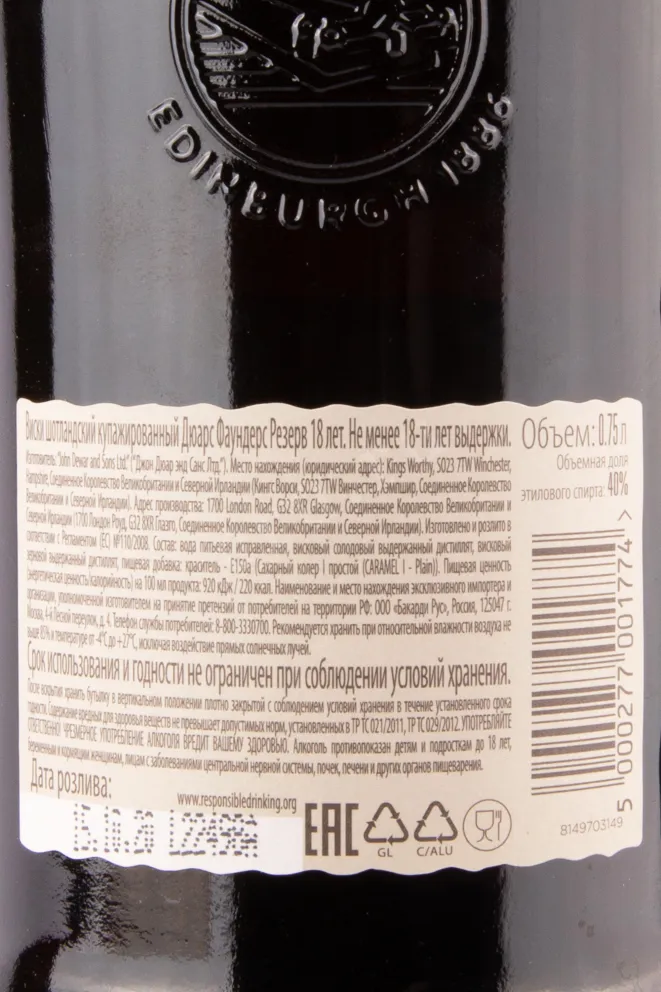 EDINBURGH 1886
Виски шотландский купажированный Дюарс Фаундерс Резерв 18 лет. Не менее 18-ти лет выдержки.
Объем: 0.75л
Объемная доля
этилового спирта: 40%
Изготовитель: "John Dewar and Sons Ltd." ("Джон Дюар энд Санс Лтд."). Место нахождения (юридический адрес): Kings Worthy, SO23 7TW Winchester,
Hampshire, Соединенное Королевство Великобритании и Северной Ирландии (Кингс Ворси, SO23 7TW Винчестер, Хэмпшир, Соединенное Королевство
Великобритании и Северной Ирландии). Адрес производства: 1700 London Road, G32 8XR Glasgow, Соединенное Королевство Великобритании и
Северной Ирландии (1700 Лондон Роуд, G32 8XR Глазго, Соединенное Королевство Великобритании и Северной Ирландии). Изготовлено и розлито в
соответствии с Регламентом (ЕС) №110/2008. Состав: вода питьевая исправленная, висковый солодовый выдержанный дистиллят, висковый
зерновой выдержанный дистиллят, пищевая добавка: краситель - E150a (Сахарный колер I простой (CARAMEL I - Plain)). Пищевая ценность
(энергетическая ценность/калорийность) на 100 мл продукта: 920 кДж / 220 ккал. Наименование и место нахождения эксклюзивного импортера и
организации, уполномоченной изготовителем на принятие претензий от потребителей на территории РФ: ООО «Бакарди Рус», Россия, 125047 г.
Москва, 4-й Лесной переулок, д. 4. Телефон службы потребителей: 8-800-3330700. Рекомендуется хранить при относительной влажности воздуха не
выше 85% и температуре от -4°С до +27°С, исключая воздействие прямых солнечных лучей.
Срок использования и годности не ограничен при соблюдении условий хранения.
После вскрытия хранить бутылку в вертикальном положении плотно закрытой с соблюдением условий хранения в течение установленного срока
годности. Содержание вредных для здоровья веществ не превышает допустимых норм, установленных в ТР ТС 021/2011, ТР ТС 029/2012. УПОТРЕБЛЯЙТЕ
ОТВЕТСТВЕННО! ЧРЕЗМЕРНОЕ УПОТРЕБЛЕНИЕ АЛКОГОЛЯ ВРЕДИТ ВАШЕМУ ЗДОРОВЬЮ. Алкоголь противопоказан детям и подросткам до 18 лет,
беременным и кормящим женщинам, лицам с заболеваниями центральной нервной системы, почек, печени и других органов пищеварения.
Дата розлива:
www.responsibledrinking.org
EAC
GL
C/ALU
5 000277 001774 >
8149703149